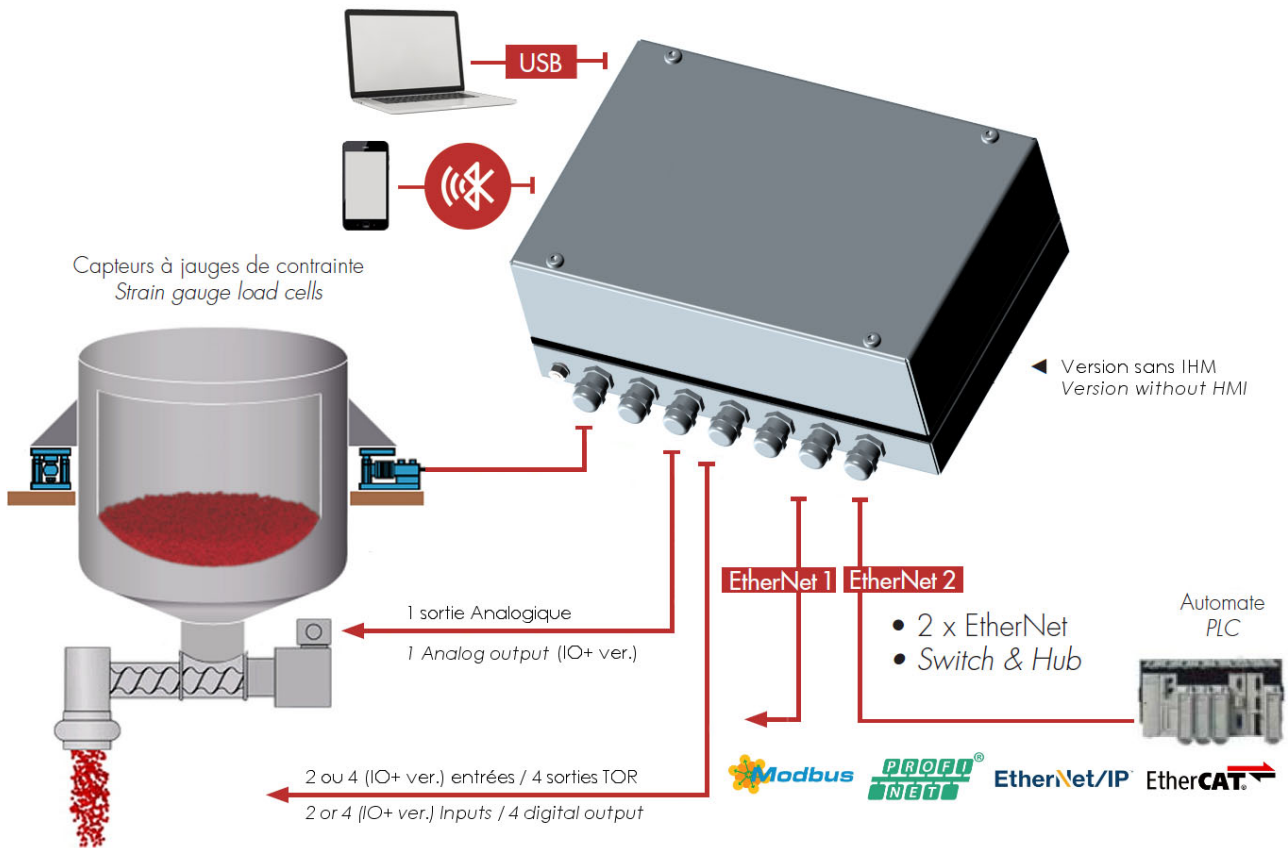 USB
Capteurs à jauges de contrainte
Strain gauge load cells
◄ Version sans IHM
Version without HMI
EtherNet 1
EtherNet 2
1 sortie Analogique
1 Analog output (IO+ ver.)
• 2 x EtherNet
• Switch & Hub
Automate
PLC
2 ou 4 (IO+ ver.) entrées / 4 sorties TOR
2 or 4 (IO+ ver.) Inputs / 4 digital output
Modbus
PROFI
NET®
EtherNet/IP
EtherCAT®